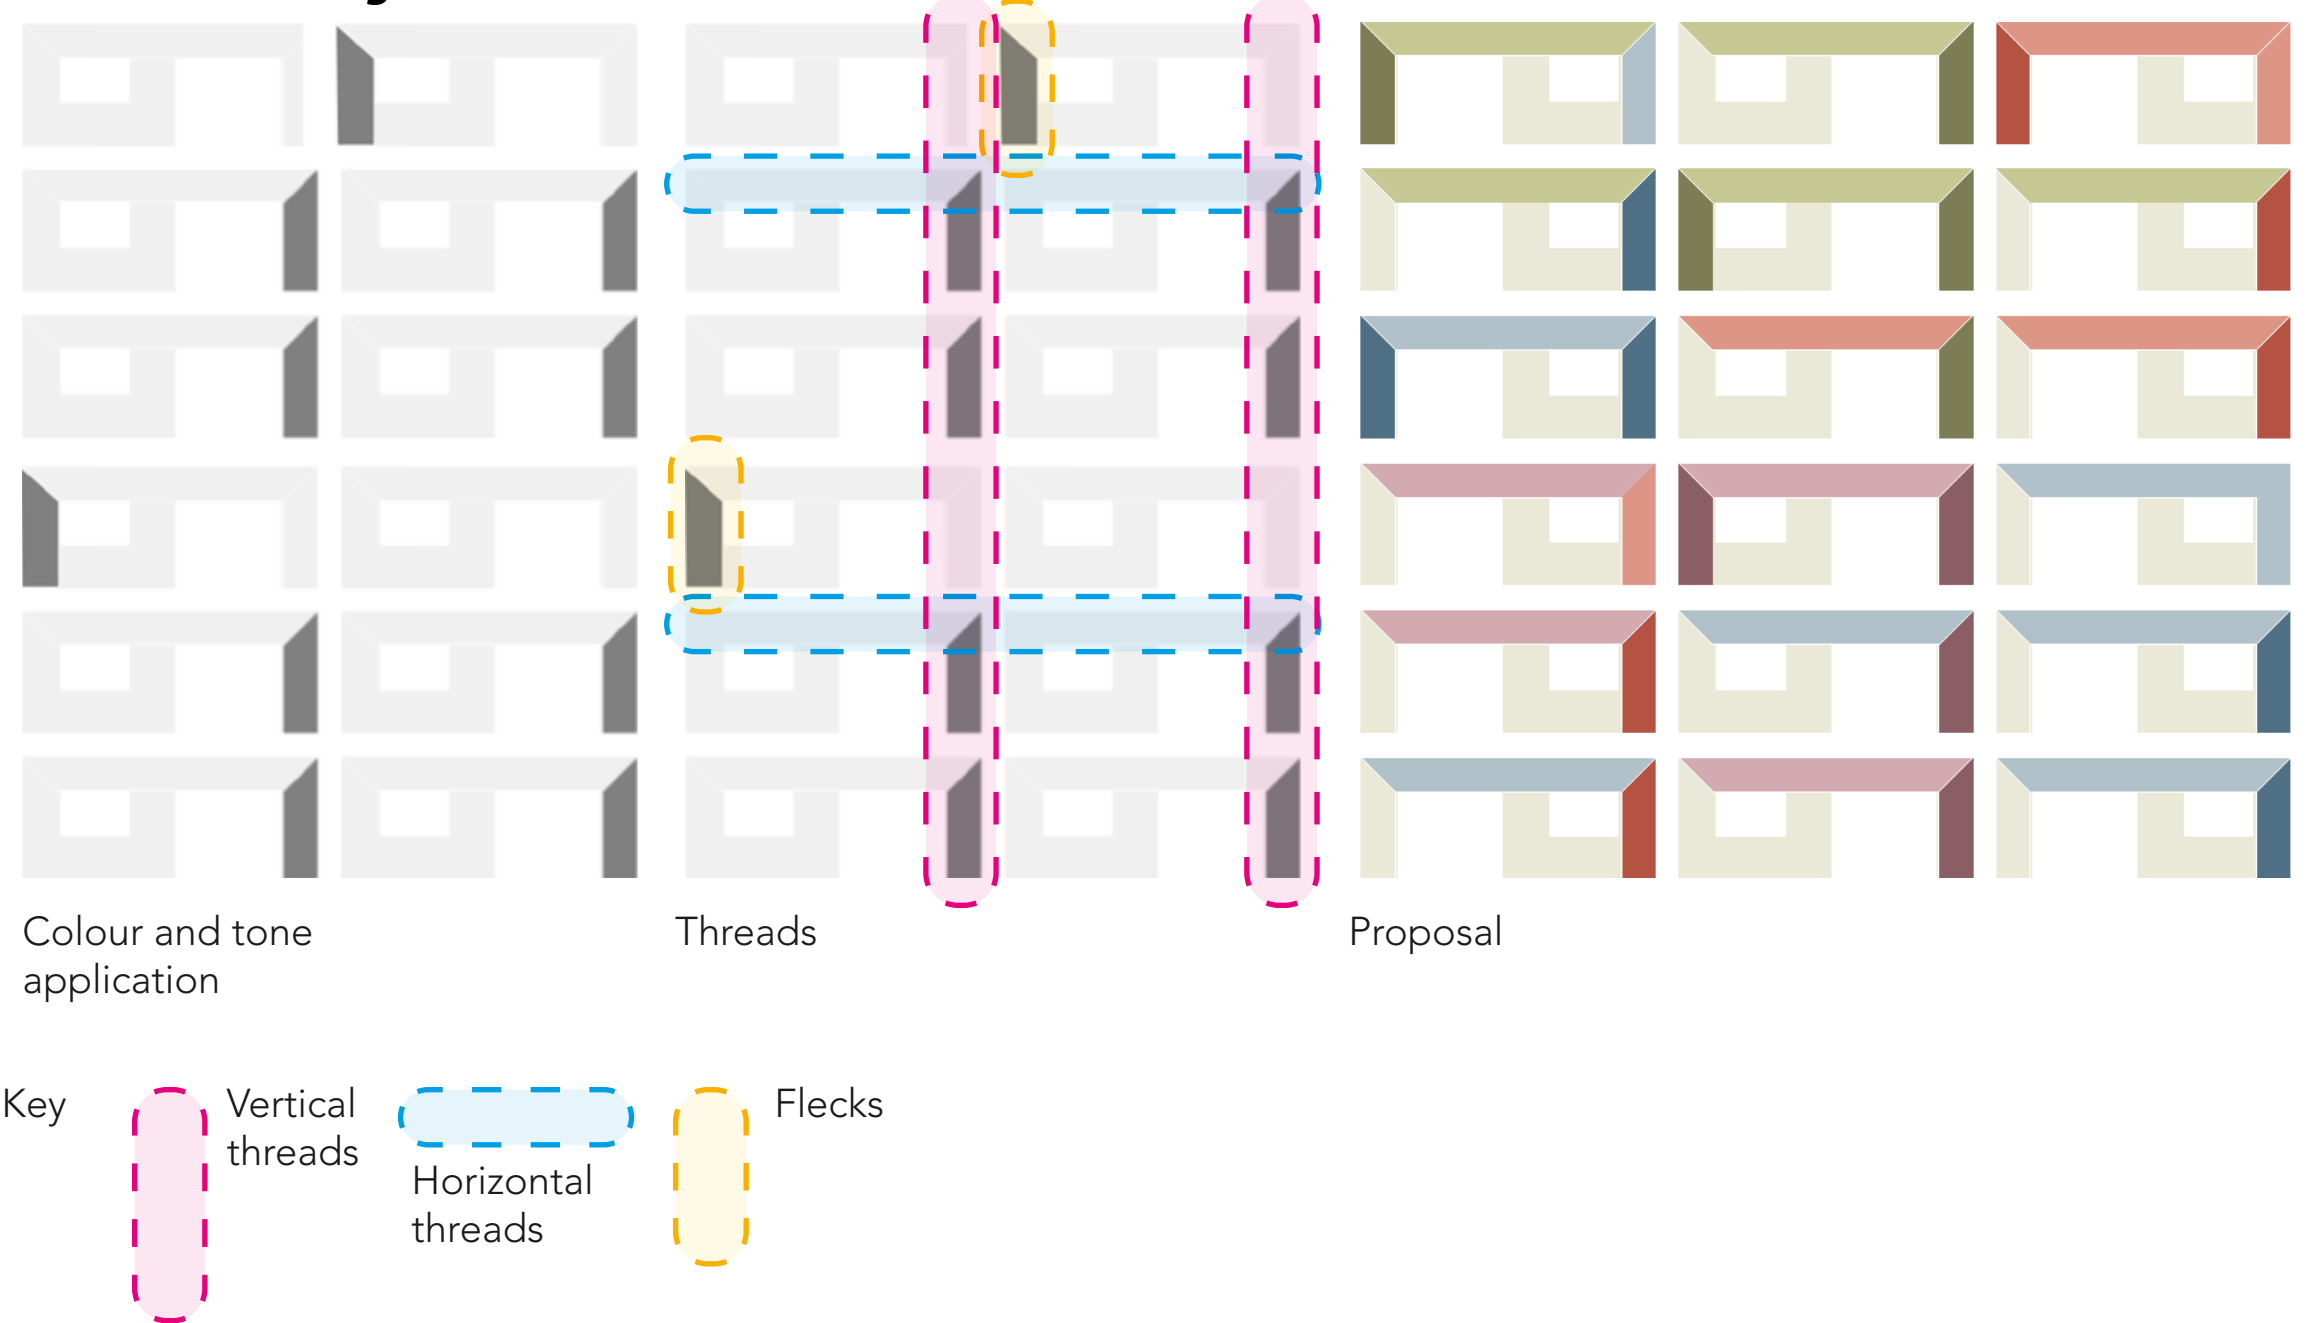 Colour and tone
application
Threads
Proposal
Key
Vertical
threads
Horizontal
threads
Flecks